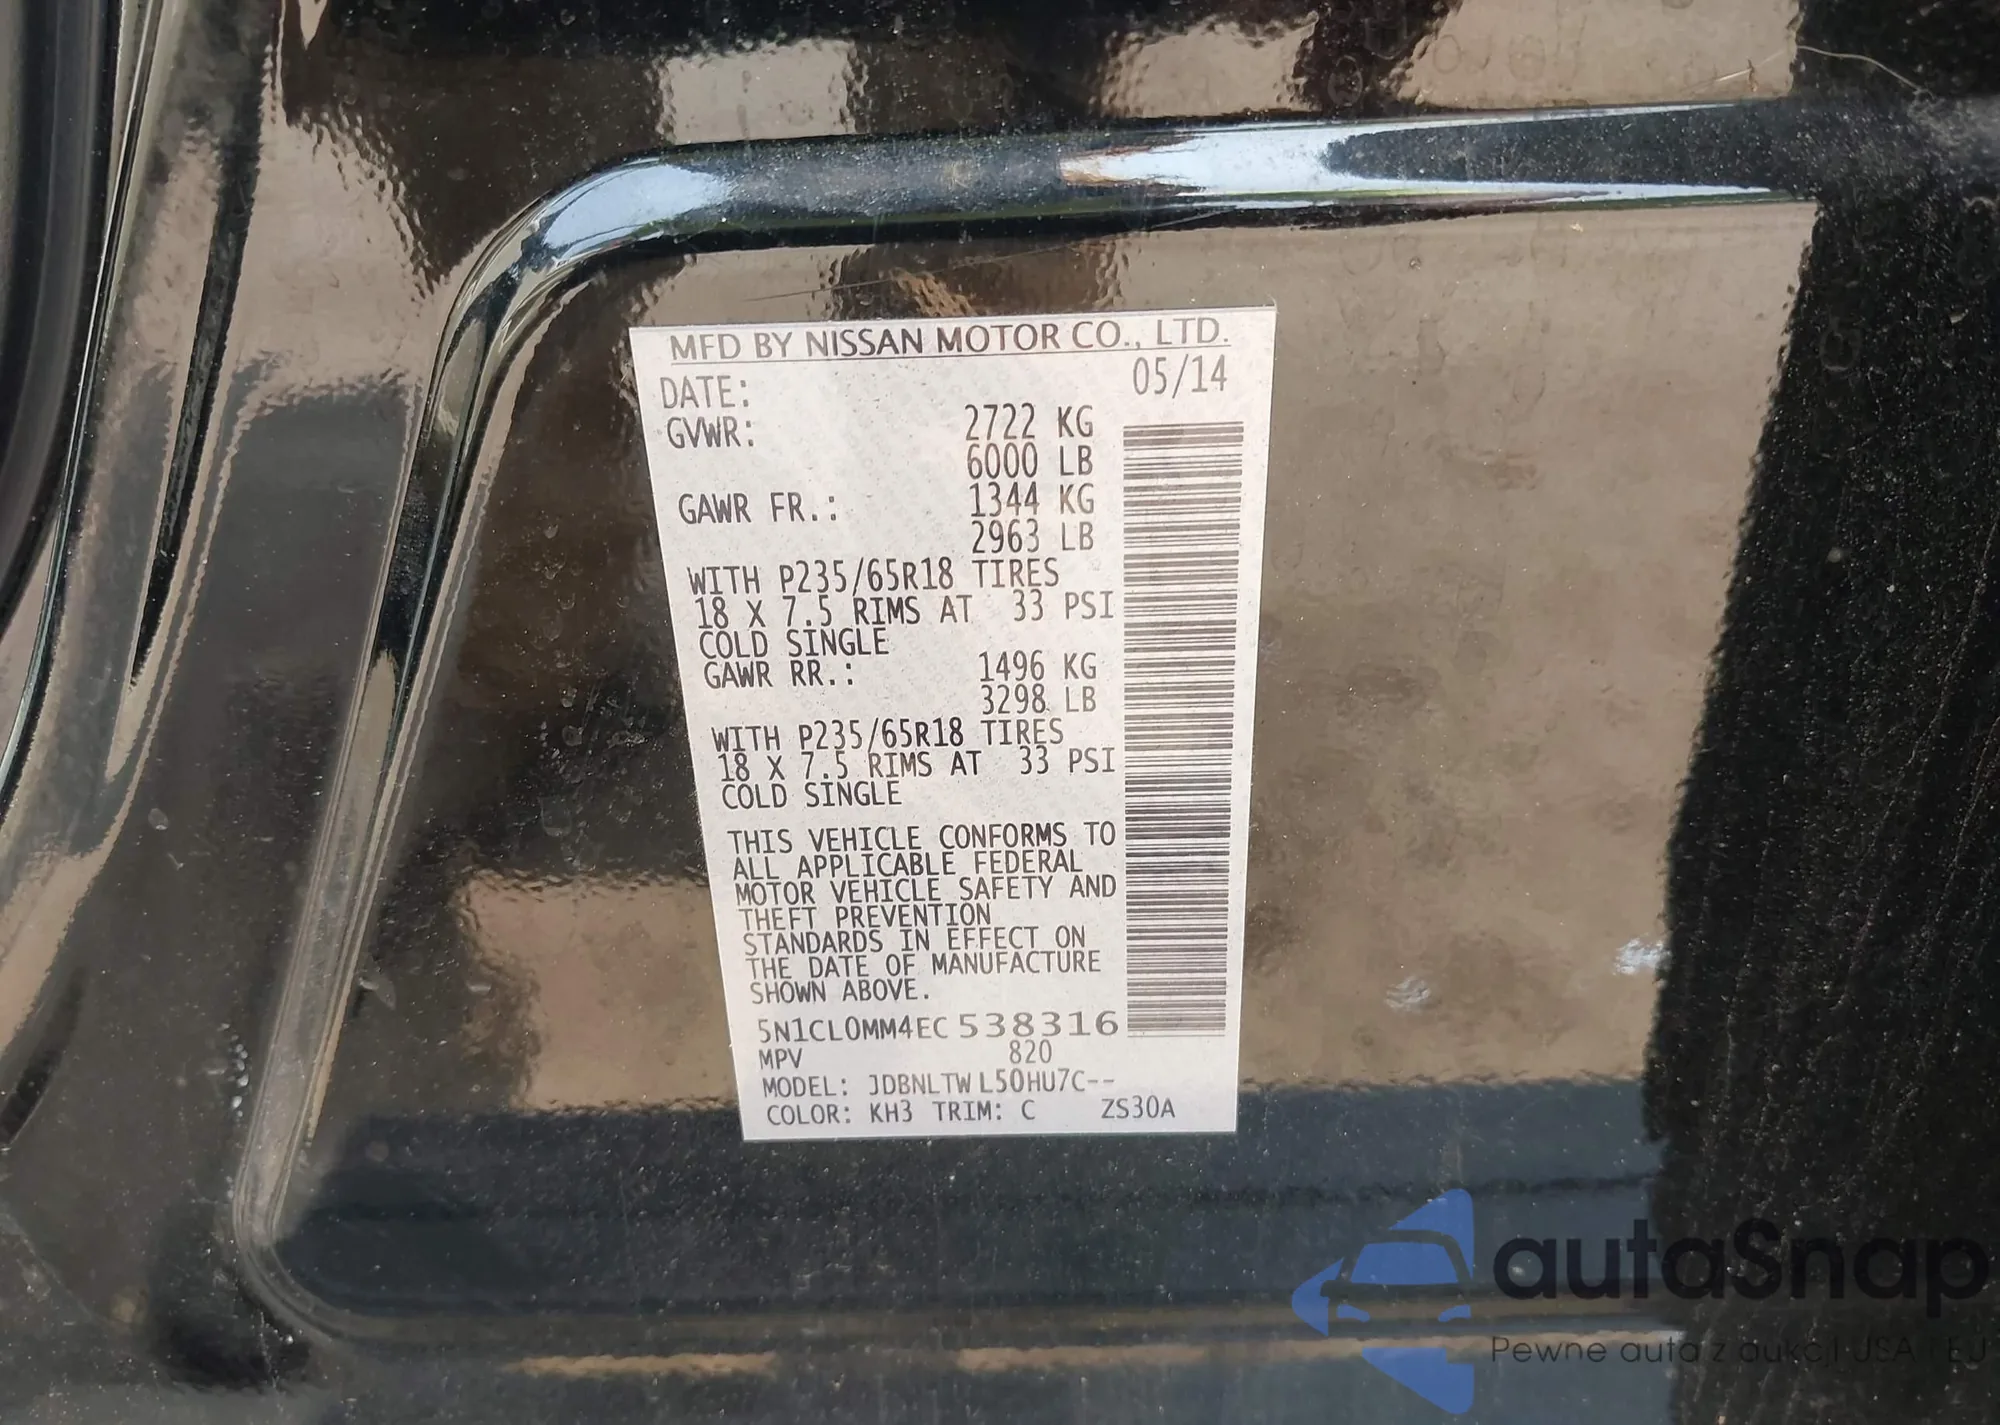 MFD BY NISSAN MOTOR CO., LTD.
DATE: 05/14
GVWR: 2722 KG
6000 LB
GAWR FR.: 1344 KG
2963 LB
WITH P235/65R18 TIRES
18 X 7.5 RIMS AT 33 PSI
COLD SINGLE
GAWR RR.: 1496 KG
3298 LB
WITH P235/65R18 TIRES
18 X 7.5 RIMS AT 33 PSI
COLD SINGLE
THIS VEHICLE CONFORMS TO
ALL APPLICABLE FEDERAL
MOTOR VEHICLE SAFETY AND
THEFT PREVENTION
STANDARDS IN EFFECT ON
THE DATE OF MANUFACTURE
SHOWN ABOVE.
5N1CL0MM4EC538316
MPV 820
MODEL: JDBNLTWL50HU7C--
COLOR: KH3 TRIM: C ZS30A
autaSnap
Pewne auta z aukcji USA i EU